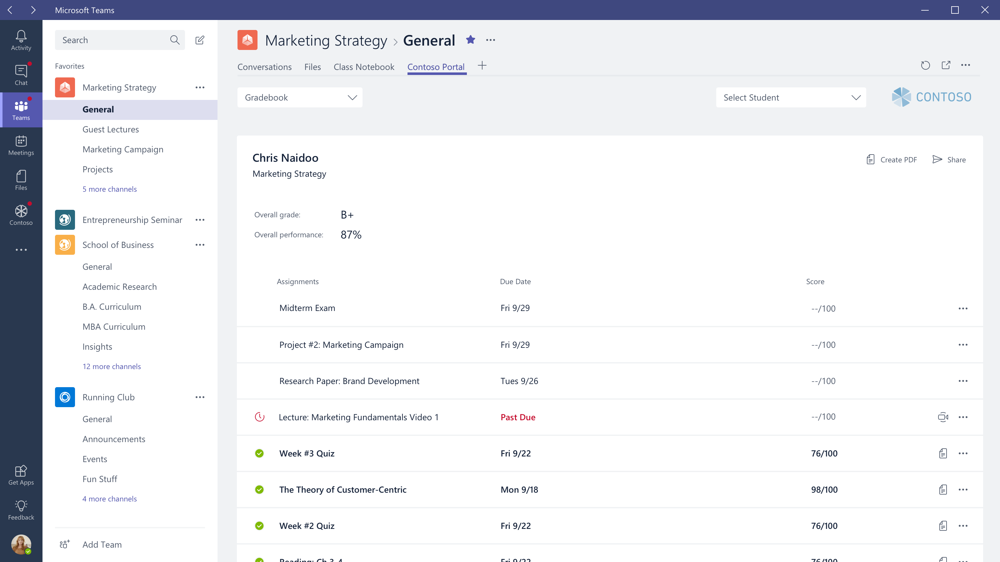 Microsoft Teams
Activity
Chat
Teams
Meetings
Files
Contoso
Get Apps
Feedback
Search
Favorites
Marketing Strategy
General
Guest Lectures
Marketing Campaign
Projects
5 more channels
Entrepreneurship Seminar
School of Business
General
Academic Research
B.A. Curriculum
MBA Curriculum
Insights
12 more channels
Running Club
General
Announcements
Events
Fun Stuff
4 more channels
Add Team
Marketing Strategy > General
Conversations Files Class Notebook Contoso Portal
Gradebook Select Student CONTOSO
Chris Naidoo
Marketing Strategy
Create PDF Share
Overall grade: B+
Overall performance: 87%
Assignments Due Date Score
Midterm Exam Fri 9/29 --/100
Project #2: Marketing Campaign Fri 9/29 --/100
Research Paper: Brand Development Tues 9/26 --/100
Lecture: Marketing Fundamentals Video 1 Past Due --/100
Week #3 Quiz Fri 9/22 76/100
The Theory of Customer-Centric Mon 9/18 98/100
Week #2 Quiz Fri 9/22 76/100
Reading: Ch 3-4 Fri 9/22 76/100